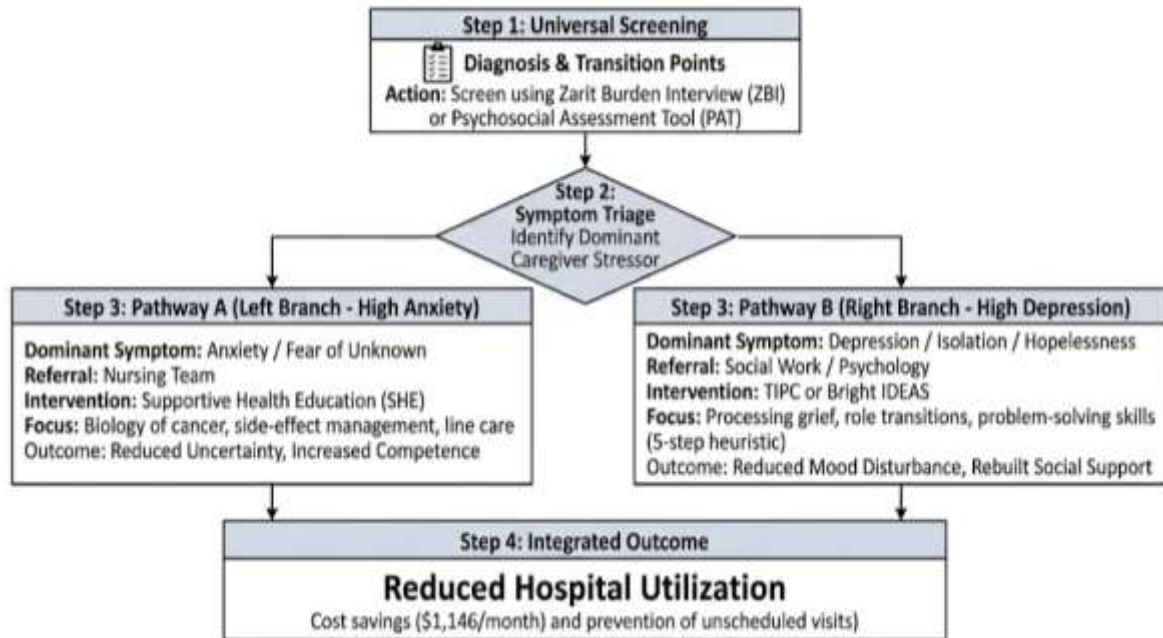 Step 1: Universal Screening
Diagnosis & Transition Points
Action: Screen using Zarit Burden Interview (ZBI)
or Psychosocial Assessment Tool (PAT)
Step 2:
Symptom Triage
Identify Dominant
Caregiver Stressor
Step 3: Pathway A (Left Branch - High Anxiety)
Dominant Symptom: Anxiety / Fear of Unknown
Referral: Nursing Team
Intervention: Supportive Health Education (SHE)
Focus: Biology of cancer, side-effect management, line care
Outcome: Reduced Uncertainty, Increased Competence
Step 3: Pathway B (Right Branch - High Depression)
Dominant Symptom: Depression / Isolation / Hopelessness
Referral: Social Work / Psychology
Intervention: TIPC or Bright IDEAS
Focus: Processing grief, role transitions, problem-solving skills
(5-step heuristic)
Outcome: Reduced Mood Disturbance, Rebuilt Social Support
Step 4: Integrated Outcome
Reduced Hospital Utilization
Cost savings ($1,146/month) and prevention of unscheduled visits)